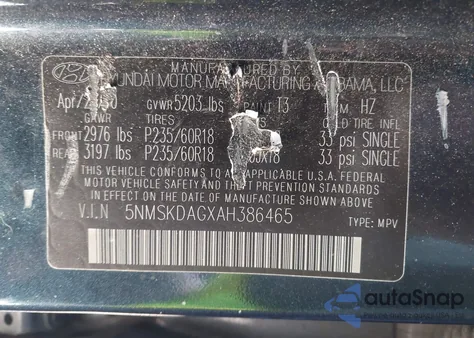 MANUFACTURED BY
HYUNDAI MOTOR MANUFACTURING ALABAMA, LLC
GVWR 5203 lbs PAINT 13 HZ
GAWR TIRES COLD TIRE INFL
FRONT 2976 lbs P235/60R18 33 psi SINGLE
REAR 3197 lbs P235/60R18 33 psi SINGLE
THIS VEHICLE CONFORMS TO ALL APPLICABLE U.S.A. FEDERAL
MOTOR VEHICLE SAFETY AND THEFT PREVENTION STANDARDS
IN EFFECT ON THE DATE OF MANUFACTURE SHOWN ABOVE.
V.I.N 5NMSKDAGXAH386465 TYPE: MPV
autoSnap